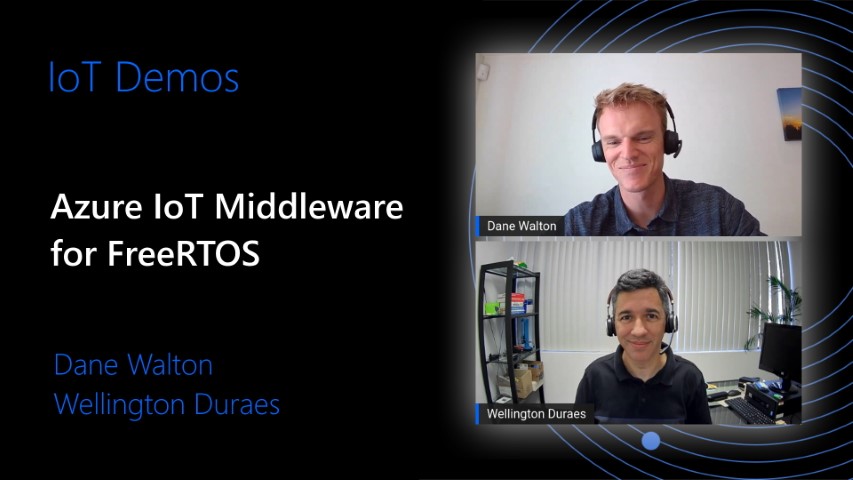 IoT Demos
Azure IoT Middleware
for FreeRTOS
Dane Walton
Wellington Duraes
Dane Walton
Wellington Duraes